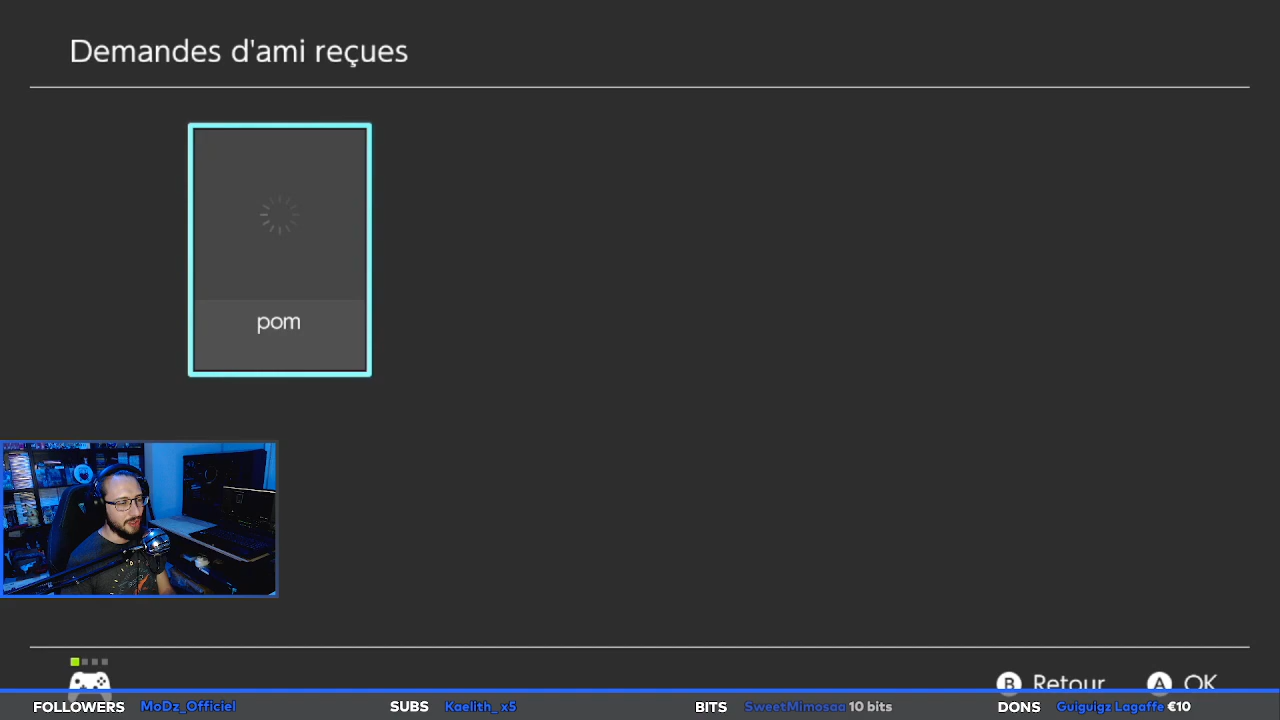 Demandes d'ami reçues
pom
B Retour A OK
FOLLOWERS MoDz_Officiel SUBS Kaelith_x5 BITS SweetMimosaa 10 bits DONS Guiguigz Lagaffe €10